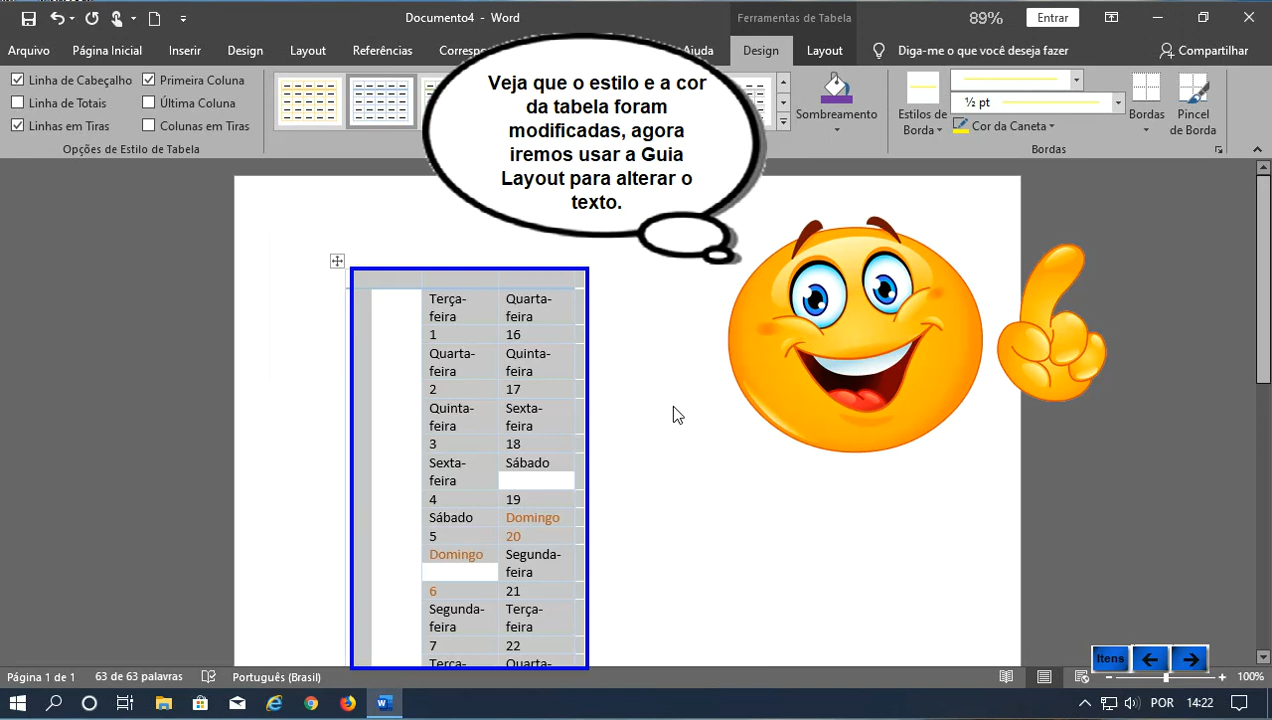 Documento4 - Word
Ferramentas de Tabela
89%
Entrar
Arquivo
Página Inicial
Inserir
Design
Layout
Referências
Corresp
Ajuda
Design
Layout
Diga-me o que você deseja fazer
Compartilhar
Linha de Cabeçalho
Primeira Coluna
Linha de Totais
Última Coluna
Linhas em Tiras
Colunas em Tiras
Opções de Estilo de Tabela
Veja que o estilo e a cor
da tabela foram
modificadas, agora
iremos usar a Guia
Layout para alterar o
texto.
Sombreamento
Estilos de
Borda
½ pt
Cor da Caneta
Bordas
Pincel
de Borda
Bordas
Terça-
feira
Quarta-
feira
1
16
Quarta-
feira
Quinta-
feira
2
17
Quinta-
feira
Sexta-
feira
3
18
Sexta-
feira
Sábado
4
19
Sábado
Domingo
5
20
Domingo
Segunda-
feira
6
21
Segunda-
feira
Terça-
feira
7
22
Terça-
Quarta-
Itens
Página 1 de 1
63 de 63 palavras
Português (Brasil)
100%
POR
14:22